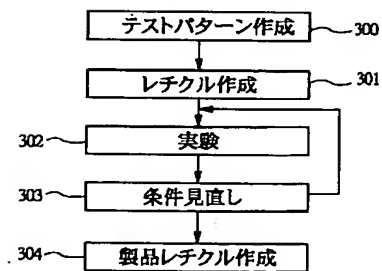 テストパターン作成 300
レチクル作成 301
302 実験
303 条件見直し
304 製品レチクル作成